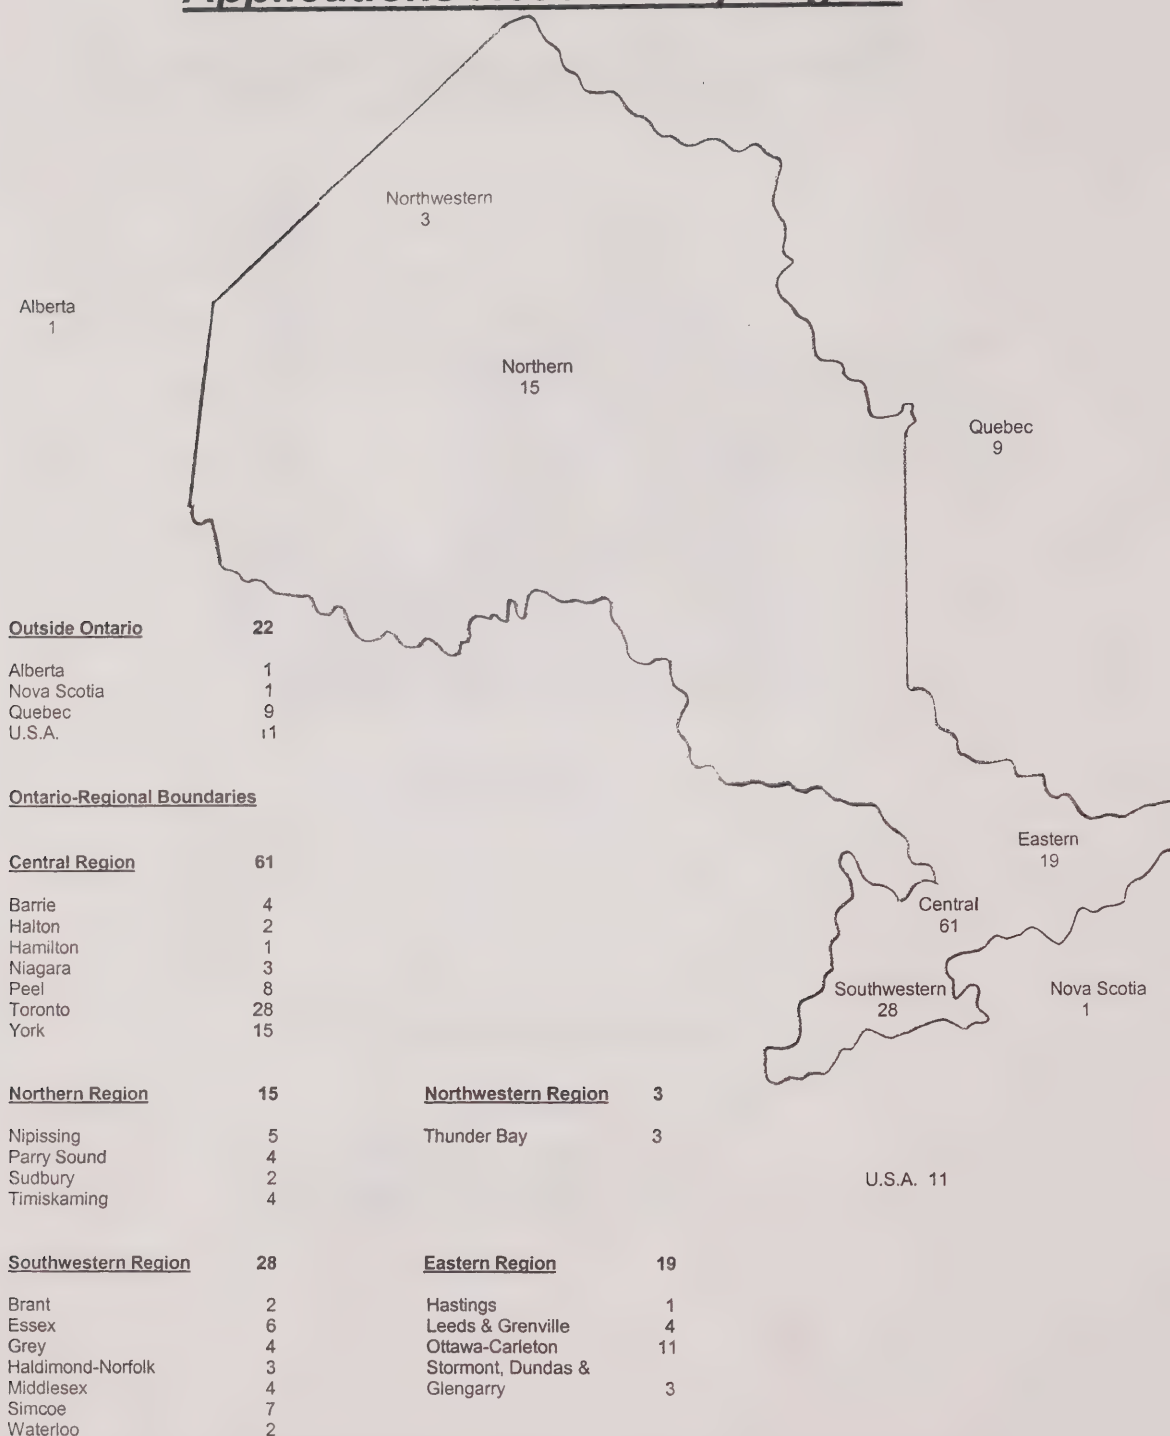 Alberta
1
Northwestern
3
Northern
15
Quebec
9
Eastern
19
Central
61
Southwestern
28
Nova Scotia
1
U.S.A. 11
Outside Ontario 22
Alberta 1
Nova Scotia 1
Quebec 9
U.S.A. 11
Ontario-Regional Boundaries
Central Region 61
Barrie 4
Halton 2
Hamilton 1
Niagara 3
Peel 8
Toronto 28
York 15
Northern Region 15
Nipissing 5
Parry Sound 4
Sudbury 2
Timiskaming 4
Northwestern Region 3
Thunder Bay 3
Southwestern Region 28
Brant 2
Essex 6
Grey 4
Haldimond-Norfolk 3
Middlesex 4
Simcoe 7
Waterloo 2
Eastern Region 19
Hastings 1
Leeds & Grenville 4
Ottawa-Carleton 11
Stormont, Dundas &
Glengarry 3